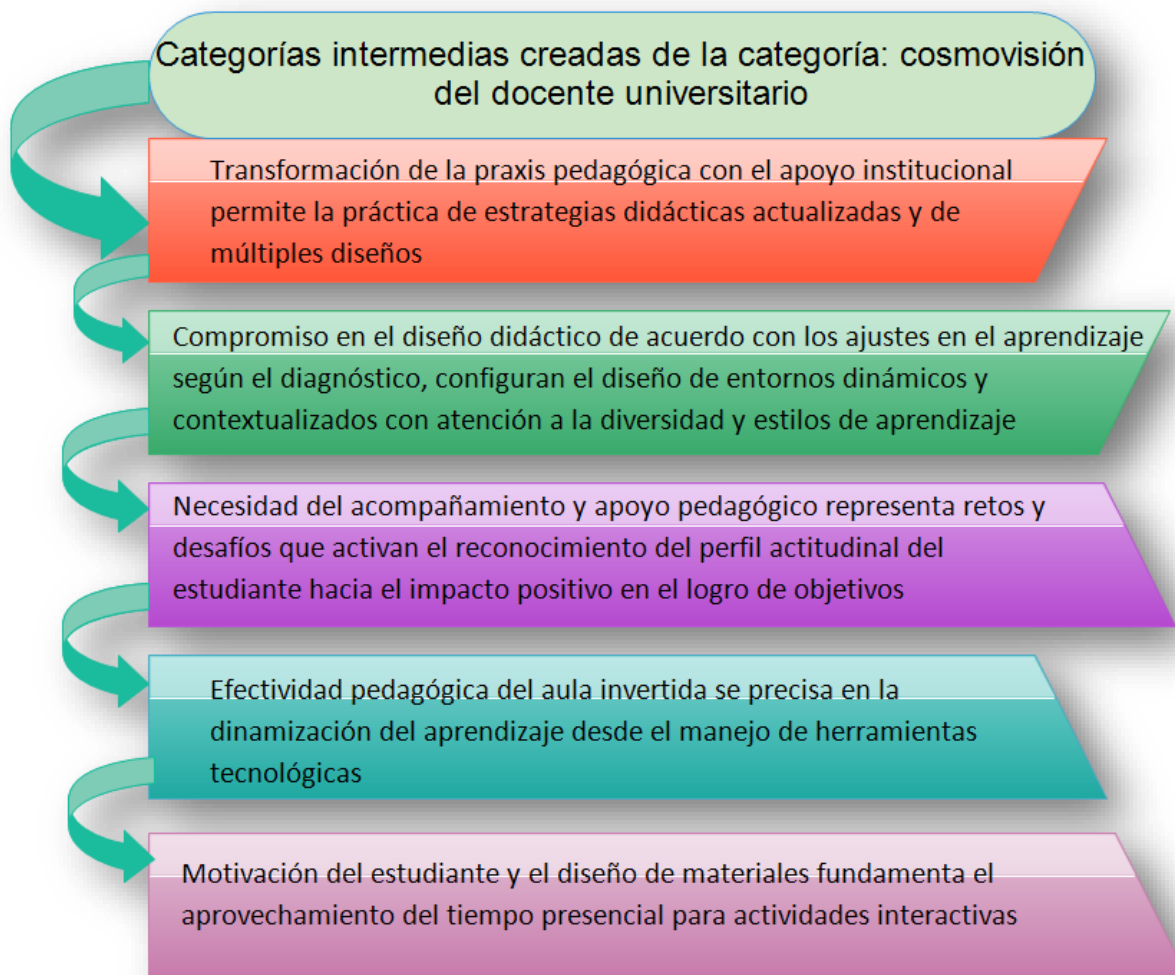 Categorías intermedias creadas de la categoría: cosmovisión
del docente universitario
Transformación de la praxis pedagógica con el apoyo institucional
permite la práctica de estrategias didácticas actualizadas y de
múltiples diseños
Compromiso en el diseño didáctico de acuerdo con los ajustes en el aprendizaje
según el diagnóstico, configuran el diseño de entornos dinámicos y
contextualizados con atención a la diversidad y estilos de aprendizaje
Necesidad del acompañamiento y apoyo pedagógico representa retos y
desafíos que activan el reconocimiento del perfil actitudinal del
estudiante hacia el impacto positivo en el logro de objetivos
Efectividad pedagógica del aula invertida se precisa en la
dinamización del aprendizaje desde el manejo de herramientas
tecnológicas
Motivación del estudiante y el diseño de materiales fundamenta el
aprovechamiento del tiempo presencial para actividades interactivas